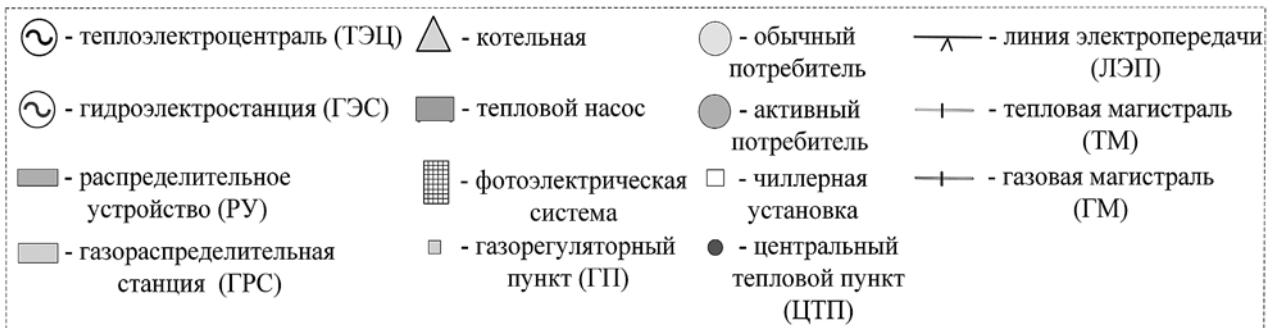 - теплоэлектроцентраль (ТЭЦ)
- гидроэлектростанция (ГЭС)
- распределительное
устройство (РУ)
- газораспределительная
станция (ГРС)
- котельная
- тепловой насос
- фотоэлектрическая
система
- газорегуляторный
пункт (ГП)
- обычный
потребитель
- активный
потребитель
- чиллерная
установка
- центральный
тепловой пункт
(ЦТП)
- линия электропередачи
(ЛЭП)
- тепловая магистраль
(ТМ)
- газовая магистраль
(ГМ)